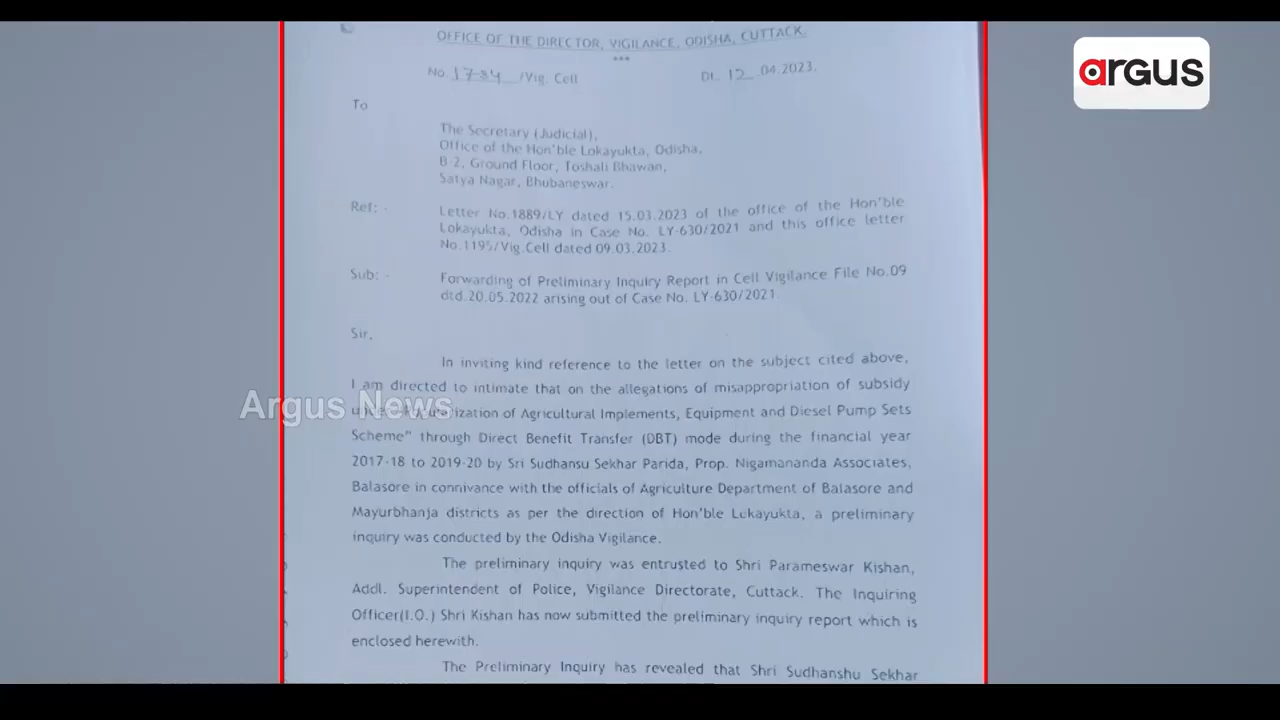 OFFICE OF THE DIRECTOR, VIGILANCE, ODISHA, CUTTACK.
***
No. 1784 /Vig. Cell Dt. 12 .04.2023.
argus
To
The Secretary (Judicial),
Office of the Hon'ble Lokayukta, Odisha,
B-2, Ground Floor, Toshali Bhawan,
Satya Nagar, Bhubaneswar.
Ref: - Letter No.1889/LY dated 15.03.2023 of the office of the Hon'ble
Lokayukta, Odisha in Case No. LY-630/2021 and this office letter
No.1195/Vig.Cell dated 09.03.2023.
Sub: - Forwarding of Preliminary Inquiry Report in Cell Vigilance File No.09
dtd.20.05.2022 arising out of Case No. LY-630/2021.
Sir,
In inviting kind reference to the letter on the subject cited above,
I am directed to intimate that on the allegations of misappropriation of subsidy
of Agricultural Implements, Equipment and Diesel Pump Sets
Argus News
Scheme" through Direct Benefit Transfer (DBT) mode during the financial year
2017-18 to 2019-20 by Sri Sudhansu Sekhar Parida, Prop. Nigamananda Associates,
Balasore in connivance with the officials of Agriculture Department of Balasore and
Mayurbhanja districts as per the direction of Hon'ble Lokayukta, a preliminary
inquiry was conducted by the Odisha Vigilance.
The preliminary inquiry was entrusted to Shri Parameswar Kishan,
Addl. Superintendent of Police, Vigilance Directorate, Cuttack. The Inquiring
Officer(I.O.) Shri Kishan has now submitted the preliminary inquiry report which is
enclosed herewith.
The Preliminary Inquiry has revealed that Shri Sudhanshu Sekhar